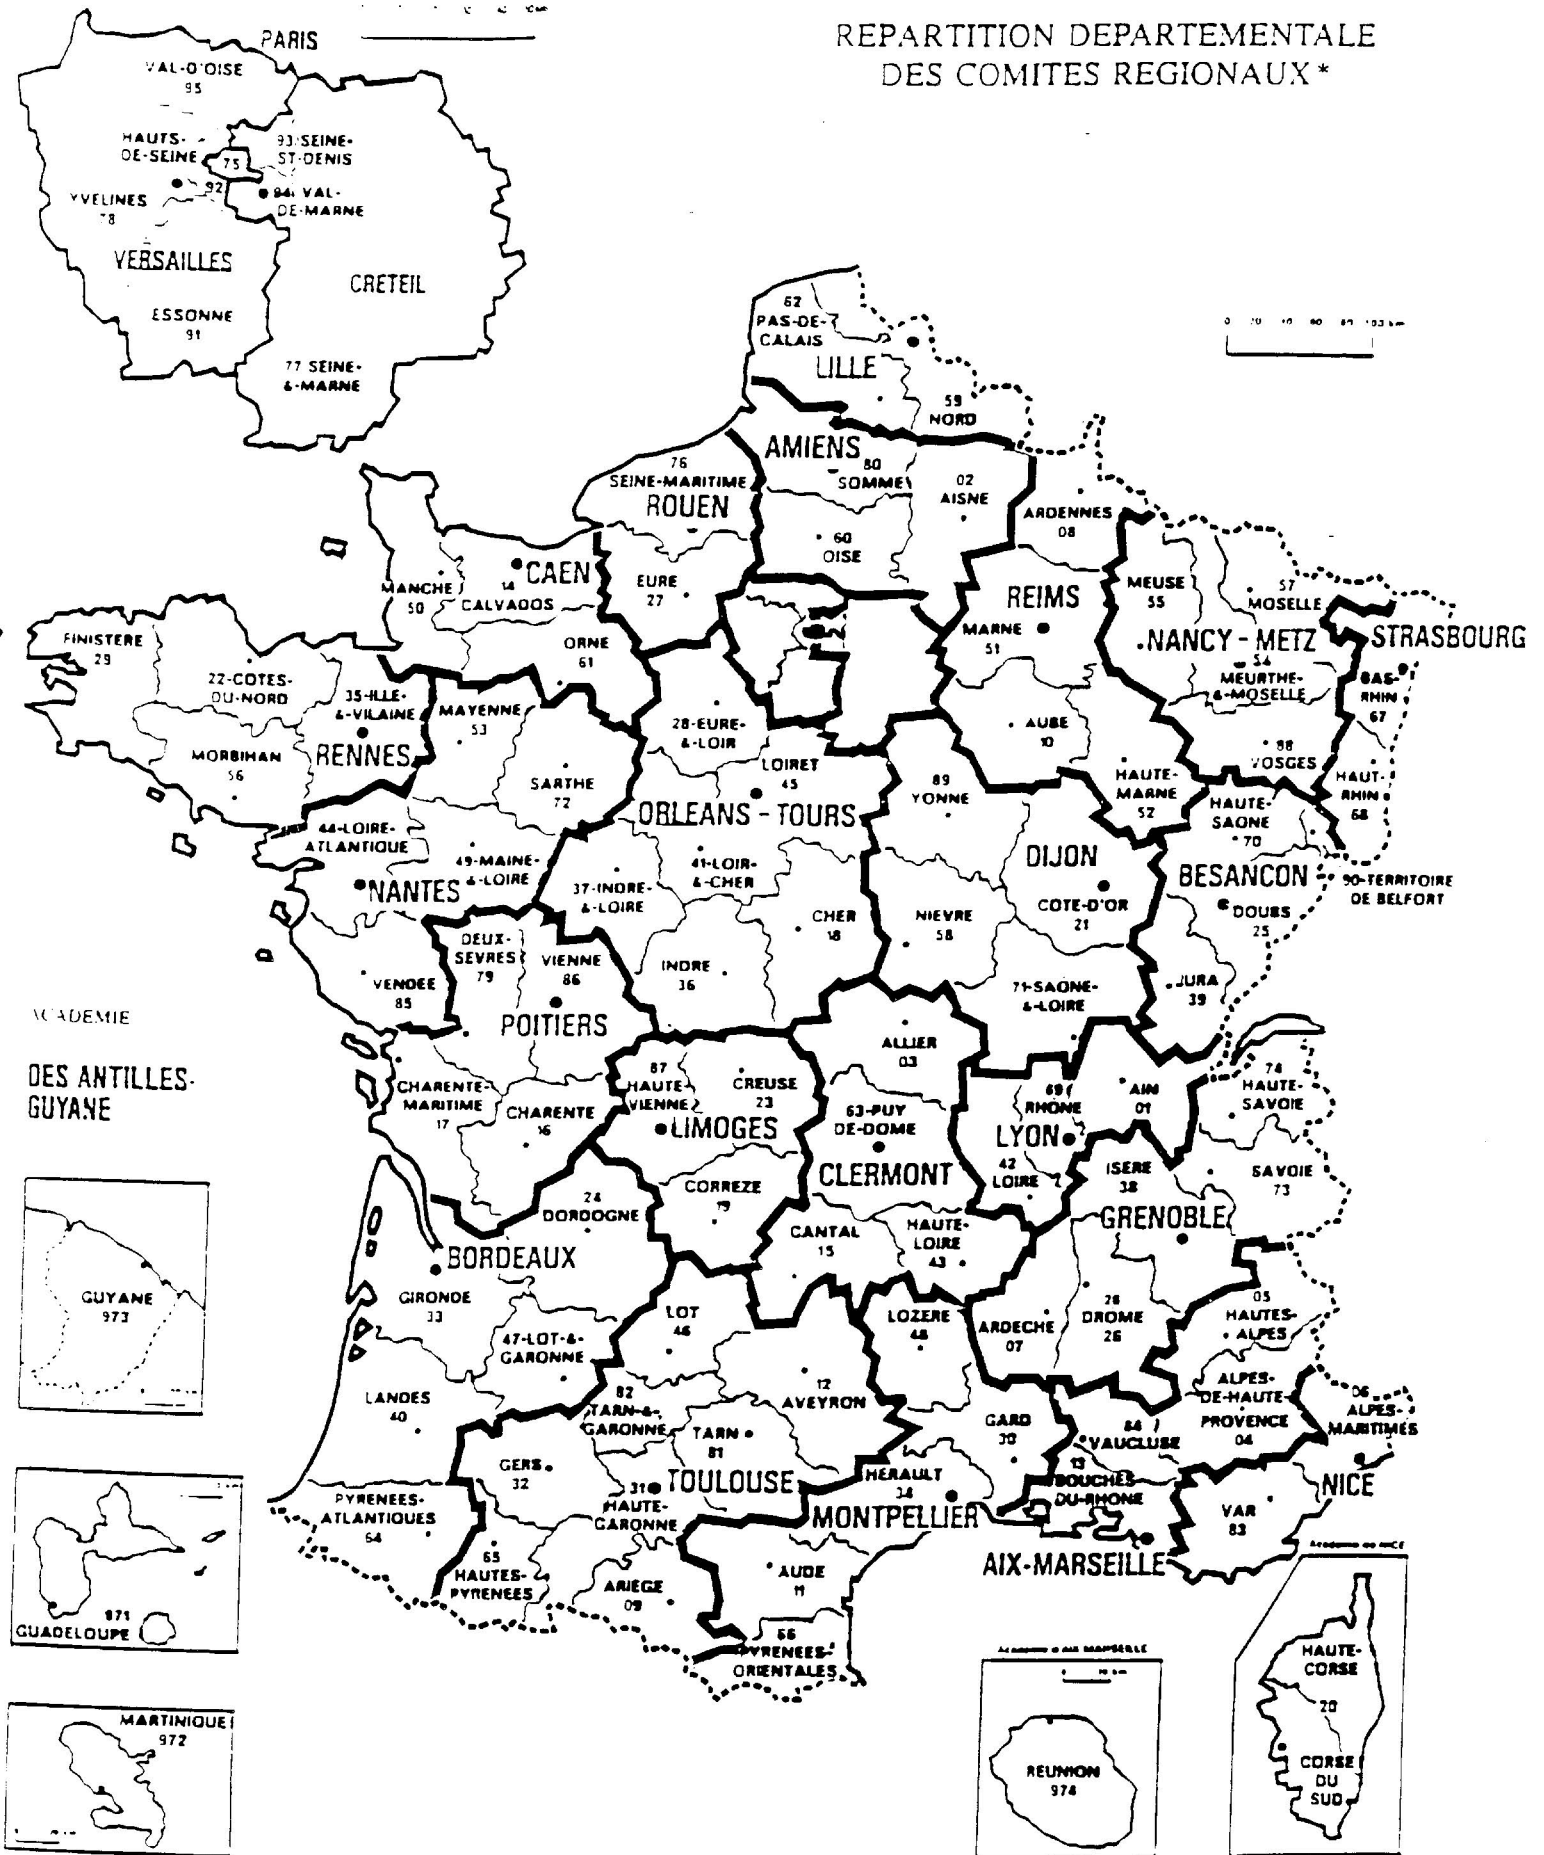 REPARTITION DEPARTEMENTALE
DES COMITES REGIONAUX*
PARIS
VAL-D'OISE
95
HAUTS-
DE-SEINE
75
93 SEINE-
ST-DENIS
92
94 VAL-
DE-MARNE
YVELINES
78
VERSAILLES
CRETEIL
ESSONNE
91
77 SEINE-
&-MARNE
62
PAS-DE-
CALAIS
LILLE
59
NORD
AMIENS
80
SOMME
02
AISNE
60
OISE
76
SEINE-MARITIME
ROUEN
EURE
27
ARDENNES
08
REIMS
MARNE
51
AUBE
10
HAUTE-
MARNE
52
MEUSE
55
57
MOSELLE
NANCY-METZ
54
MEURTHE-
&-MOSELLE
88
VOSGES
STRASBOURG
BAS-
RHIN
67
HAUT-
RHIN
68
MANCHE
50
CAEN
14
CALVADOS
ORNE
61
FINISTERE
29
22-COTES-
DU-NORD
35-ILLE-
&-VILAINE
RENNES
MORBIHAN
56
MAYENNE
53
SARTHE
72
44-LOIRE-
ATLANTIQUE
49-MAINE-
&-LOIRE
NANTES
VENDEE
85
28-EURE-
&-LOIR
LOIRET
45
ORLEANS-TOURS
41-LOIR-
&-CHER
37-INDRE-
&-LOIRE
CHER
18
INDRE
36
89
YONNE
DIJON
COTE-D'OR
21
NIEVRE
58
71-SAONE-
&-LOIRE
HAUTE-
SAONE
70
BESANCON
90-TERRITOIRE
DE BELFORT
DOUBS
25
JURA
39
DEUX-
SEVRES
79
VIENNE
86
POITIERS
CHARENTE-
MARITIME
17
CHARENTE
16
87
HAUTE-
VIENNE
CREUSE
23
LIMOGES
CORREZE
19
ALLIER
03
63-PUY
DE-DOME
CLERMONT
CANTAL
15
HAUTE-
LOIRE
43
69
RHONE
AIN
01
LYON
42
LOIRE
74
HAUTE-
SAVOIE
ISERE
38
SAVOIE
73
GRENOBLE
ARDECHE
07
26
DROME
26
24
DORDOGNE
BORDEAUX
GIRONDE
33
47-LOT-&-
GARONNE
LANDES
40
PYRENEES-
ATLANTIQUES
64
LOT
46
12
AVEYRON
82
TARN-&-
GARONNE
TARN
81
GERS
32
31
TOULOUSE
HAUTE-
GARONNE
65
HAUTES-
PYRENEES
ARIEGE
09
LOZERE
48
GARD
30
HERAULT
34
MONTPELLIER
AUDE
11
66
PYRENEES-
ORIENTALES
05
HAUTES-
ALPES
ALPES-
DE-HAUTE-
PROVENCE
04
84
VAUCLUSE
13
BOUCHES
DU-RHONE
AIX-MARSEILLE
06
ALPES-
MARITIMES
NICE
VAR
83
Academie de NICE
HAUTE-
CORSE
20
CORSE
DU
SUD
REUNION
974
ACADEMIE
DES ANTILLES-
GUYANE
GUYANE
973
971
GUADELOUPE
MARTINIQUE
972